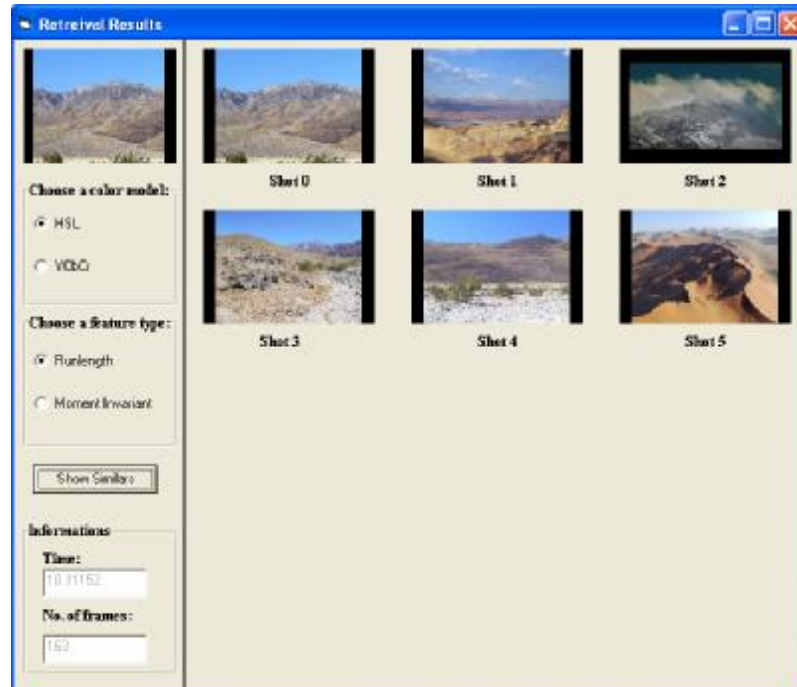 Retreival Results
Choose a color model:
HSL
YCbCr
Choose a feature type:
Runlength
Moment Invariant
Show Similars
Informations
Time:
No. of frames:
Shot 0
Shot 1
Shot 2
Shot 3
Shot 4
Shot 5